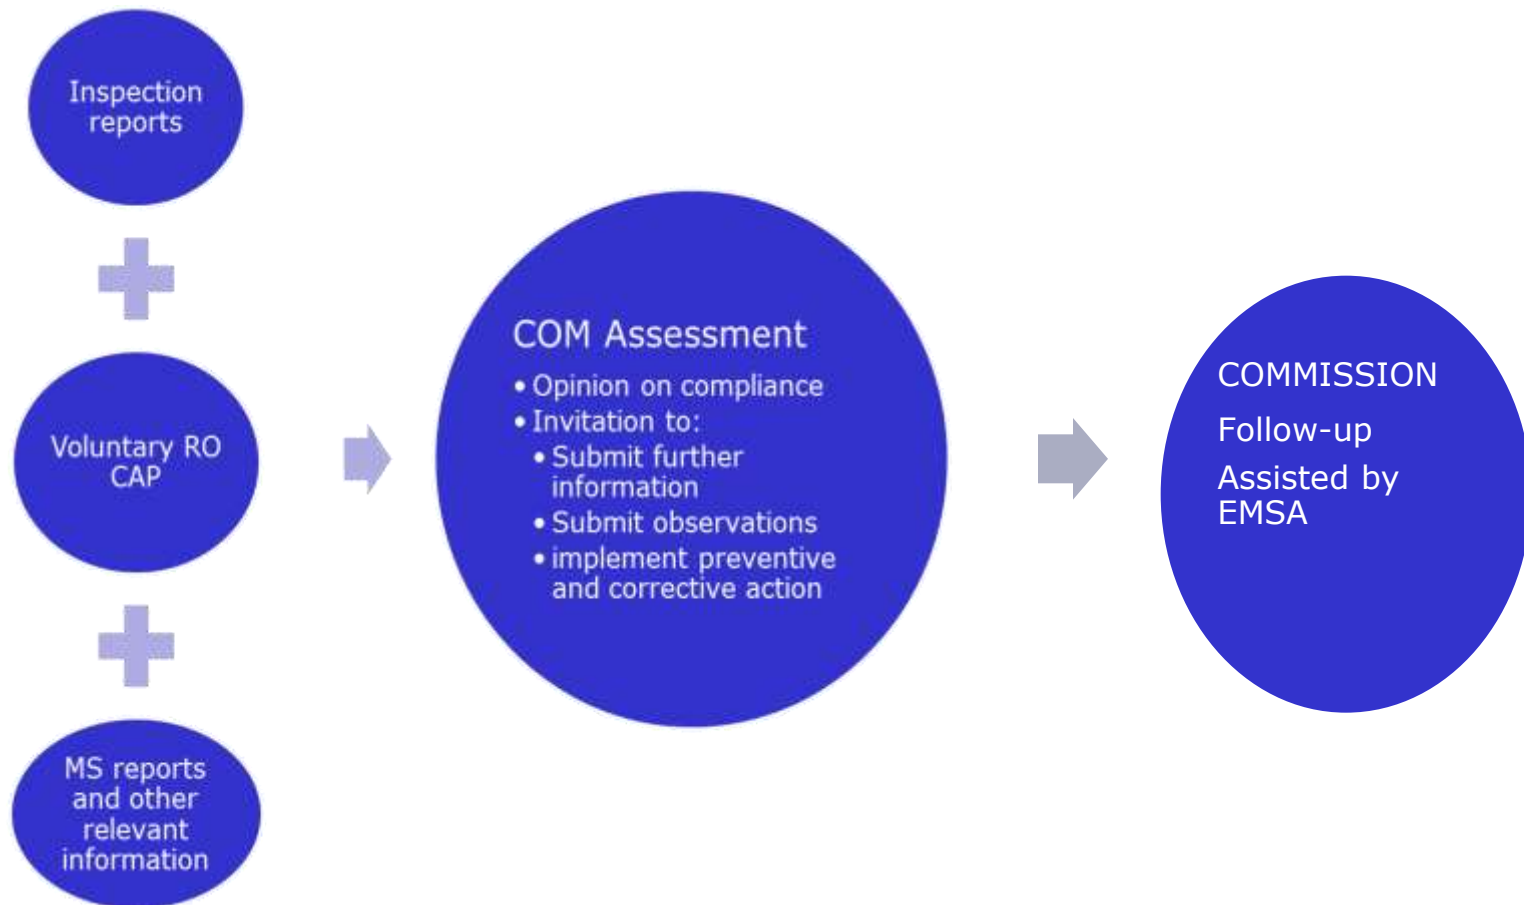 Inspection
reports
Voluntary RO
CAP
MS reports
and other
relevant
information
COM Assessment
• Opinion on compliance
• Invitation to:
• Submit further
information
• Submit observations
• implement preventive
and corrective action
COMMISSION
Follow-up
Assisted by
EMSA